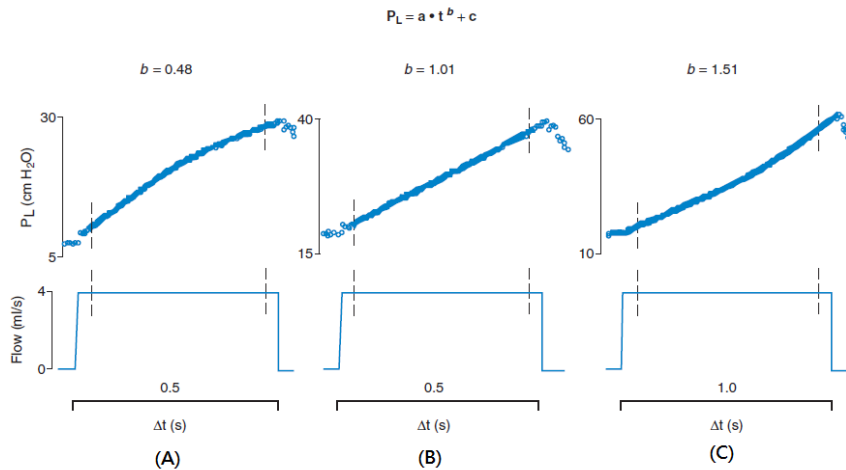 P_L = a • t^b + c
b = 0.48
b = 1.01
b = 1.51
P_L (cm H₂O)
30
5
40
15
60
10
Flow (ml/s)
4
0
0.5
0.5
1.0
Δt (s)
Δt (s)
Δt (s)
(A)
(B)
(C)